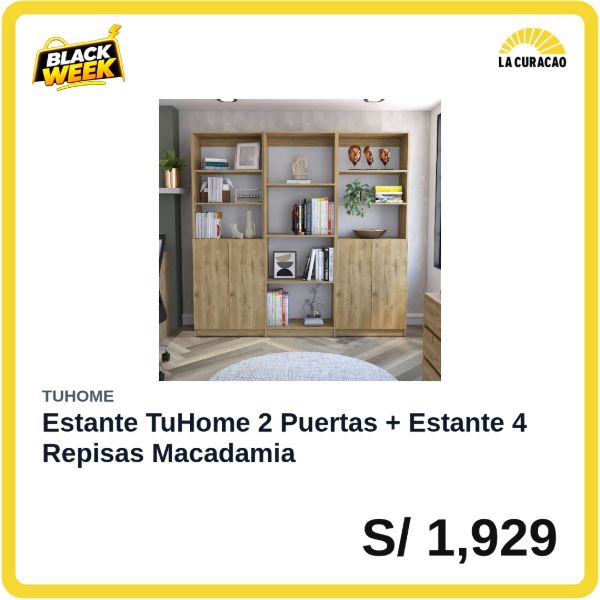 BLACK
WEEK
LA CURACAO
TUHOME
Estante TuHome 2 Puertas + Estante 4
Repisas Macadamia
S/ 1,929